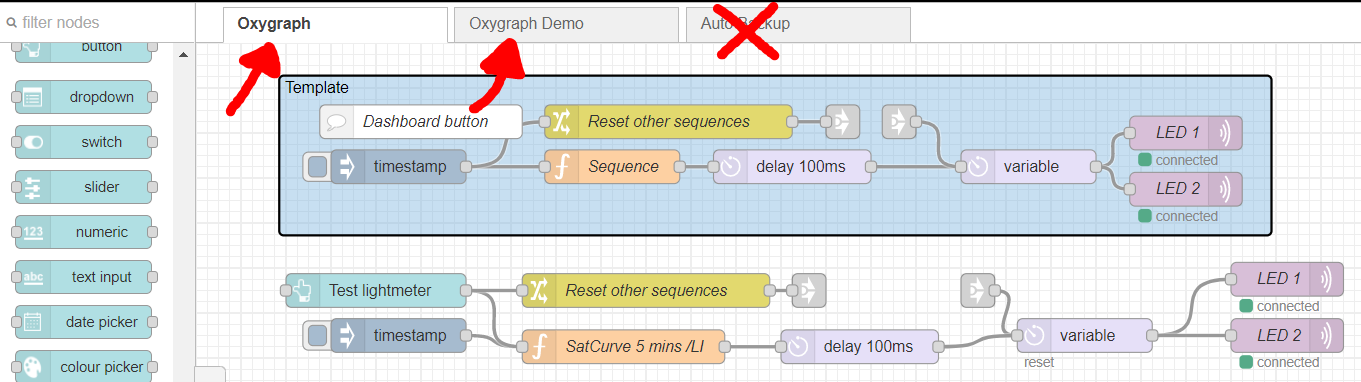 filter nodes
Oxygraph
Oxygraph Demo
Auto Backup
button
dropdown
switch
slider
numeric
123
text input
abc
date picker
colour picker
Template
Dashboard button
Reset other sequences
timestamp
Sequence
delay 100ms
variable
LED 1
connected
LED 2
connected
Test lightmeter
Reset other sequences
timestamp
SatCurve 5 mins /LI
delay 100ms
variable
reset
LED 1
connected
LED 2
connected